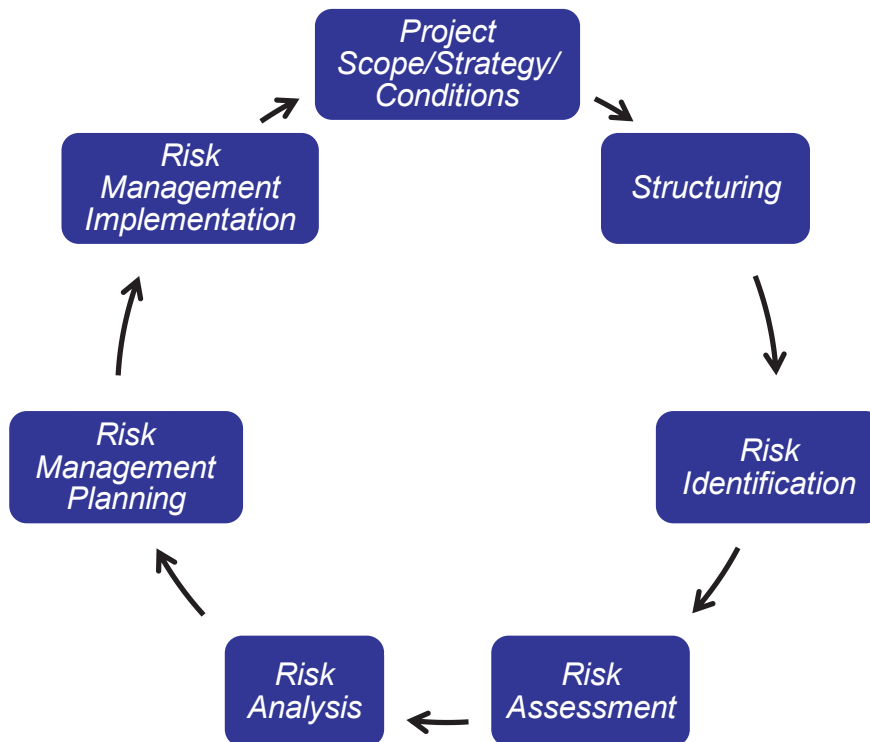 Project
Scope/Strategy/
Conditions
Structuring
Risk
Identification
Risk
Assessment
Risk
Analysis
Risk
Management
Planning
Risk
Management
Implementation